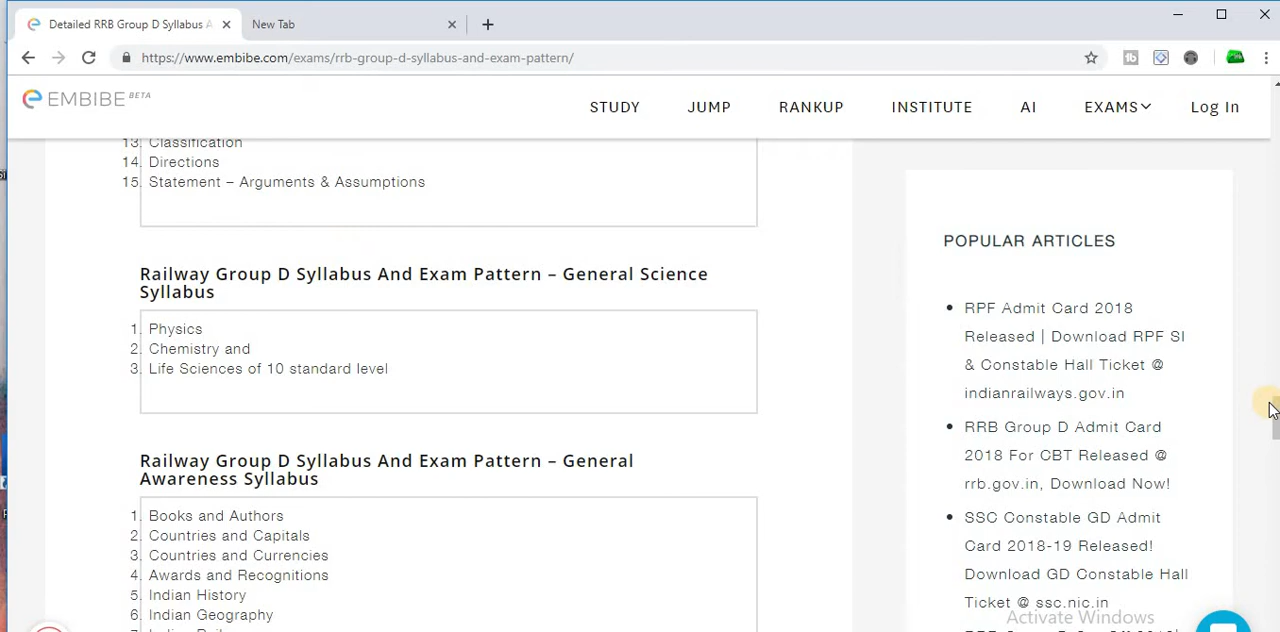 Detailed RRB Group D Syllabus A
New Tab
https://www.embibe.com/exams/rrb-group-d-syllabus-and-exam-pattern/
EMBIBE BETA
STUDY
JUMP
RANKUP
INSTITUTE
AI
EXAMS
Log In
13. Classification
14. Directions
15. Statement – Arguments & Assumptions
Railway Group D Syllabus And Exam Pattern – General Science
Syllabus
1. Physics
2. Chemistry and
3. Life Sciences of 10 standard level
Railway Group D Syllabus And Exam Pattern – General
Awareness Syllabus
1. Books and Authors
2. Countries and Capitals
3. Countries and Currencies
4. Awards and Recognitions
5. Indian History
6. Indian Geography
POPULAR ARTICLES
RPF Admit Card 2018
Released | Download RPF SI
& Constable Hall Ticket @
indianrailways.gov.in
RRB Group D Admit Card
2018 For CBT Released @
rrb.gov.in, Download Now!
SSC Constable GD Admit
Card 2018-19 Released!
Download GD Constable Hall
Ticket @ ssc.nic.in
Activate Windows